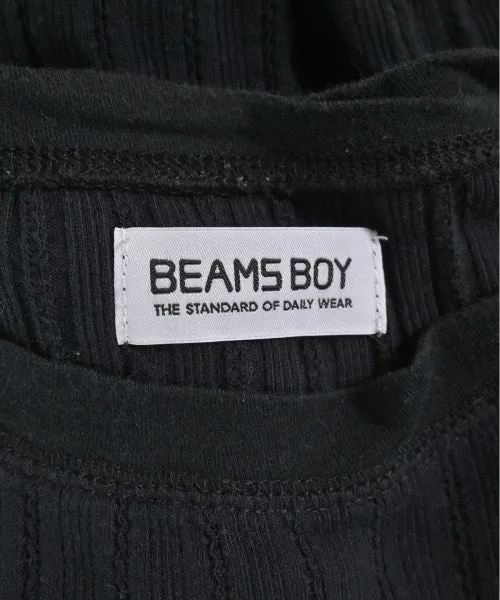 BEAMS BOY
THE STANDARD OF DAILY WEAR